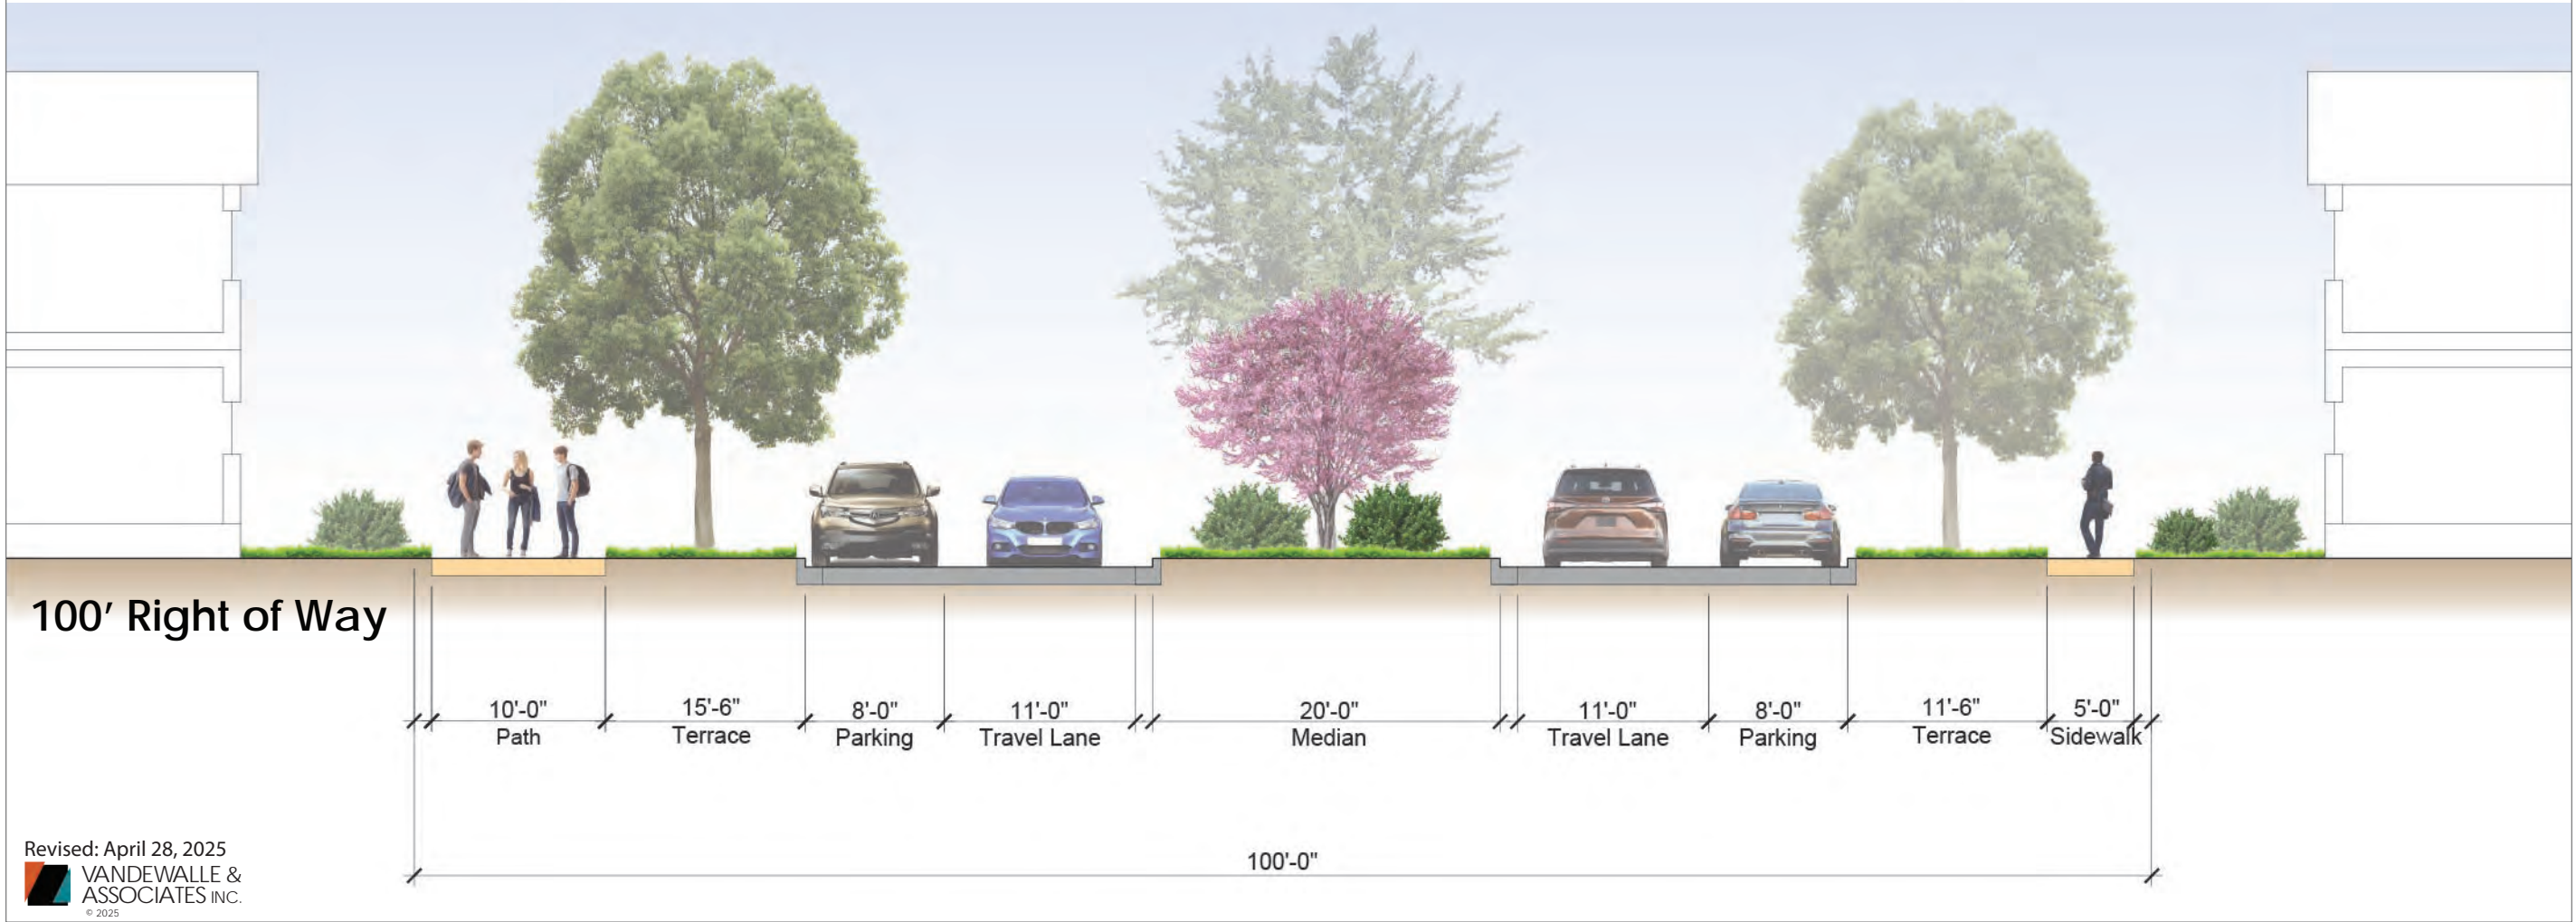 100' Right of Way
10'-0"
Path
15'-6"
Terrace
8'-0"
Parking
11'-0"
Travel Lane
20'-0"
Median
11'-0"
Travel Lane
8'-0"
Parking
11'-6"
Terrace
5'-0"
Sidewalk
100'-0"
Revised: April 28, 2025
VANDEWALLE &
ASSOCIATES INC.
© 2025